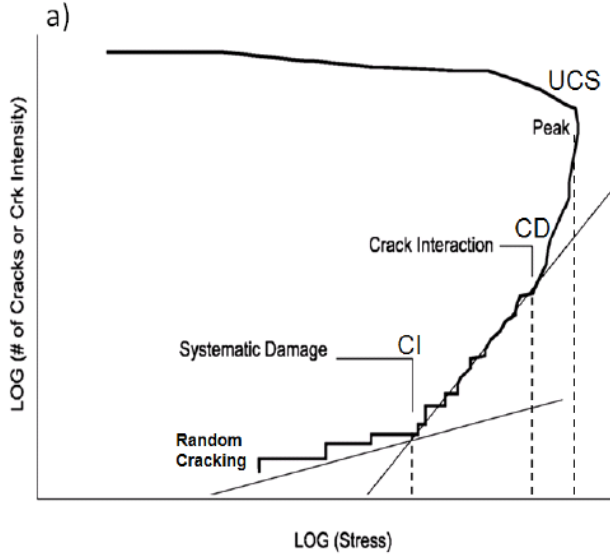 a)
UCS
Peak
CD
Crack Interaction
CI
Systematic Damage
Random
Cracking
LOG (# of Cracks or Crk Intensity)
LOG (Stress)